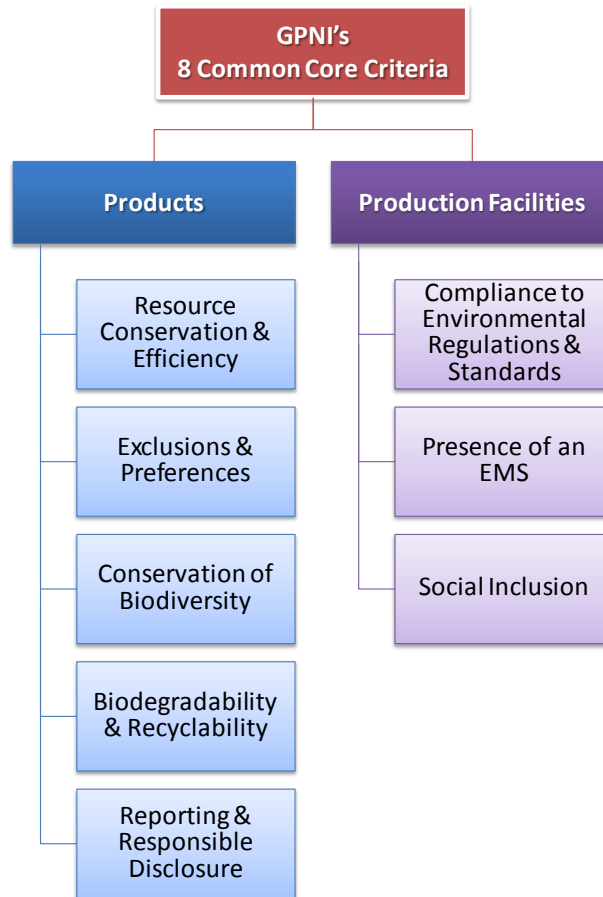 GPNI’s
8 Common Core Criteria
Products
Resource
Conservation &
Efficiency
Exclusions &
Preferences
Conservation of
Biodiversity
Biodegradability
& Recyclability
Reporting &
Responsible
Disclosure
Production Facilities
Compliance to
Environmental
Regulations &
Standards
Presence of an
EMS
Social Inclusion